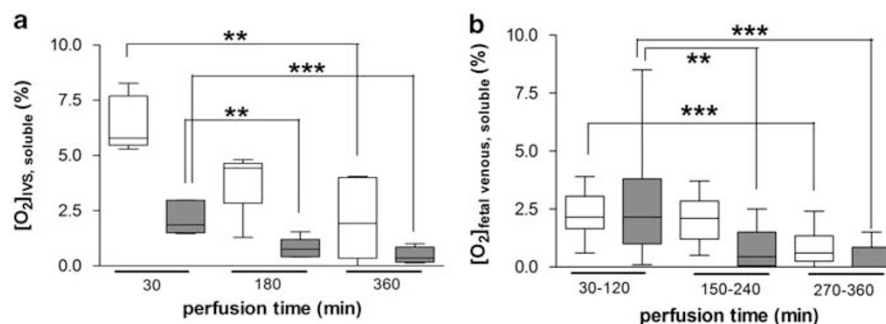 a
[O₂]IVS, soluble (%)
10.0
7.5
5.0
2.5
0.0
**
***
**
30 180 360
perfusion time (min)
b
[O₂]fetal venous, soluble (%)
10.0
7.5
5.0
2.5
0.0
***
**
***
30-120 150-240 270-360
perfusion time (min)